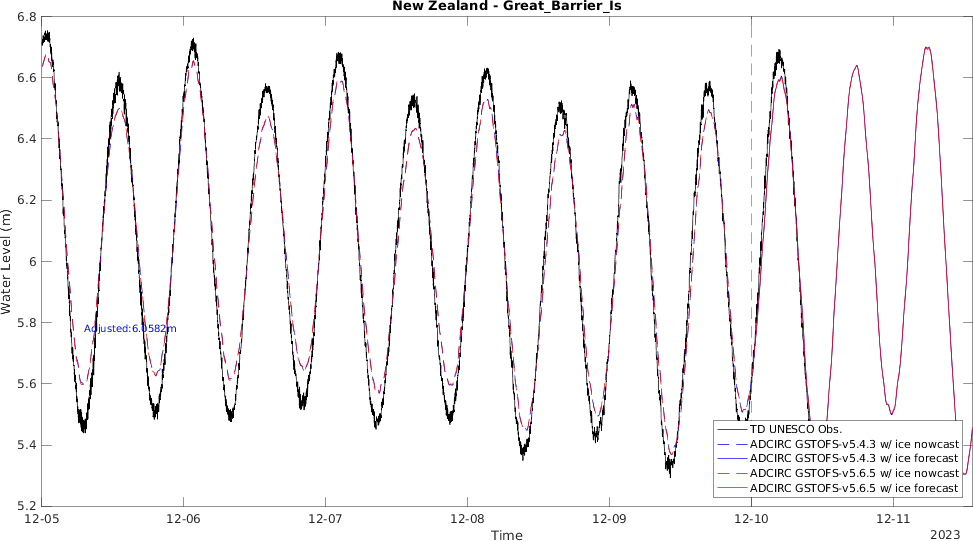 New Zealand - Great_Barrier_Is
Water Level (m)
6.8
6.6
6.4
6.2
6
5.8
5.6
5.4
5.2
Adjusted:6.0582m
TD UNESCO Obs.
ADCIRC GSTOFS-v5.4.3 w/ ice nowcast
ADCIRC GSTOFS-v5.4.3 w/ ice forecast
ADCIRC GSTOFS-v5.6.5 w/ ice nowcast
ADCIRC GSTOFS-v5.6.5 w/ ice forecast
12-05 12-06 12-07 12-08 12-09 12-10 12-11
Time
2023